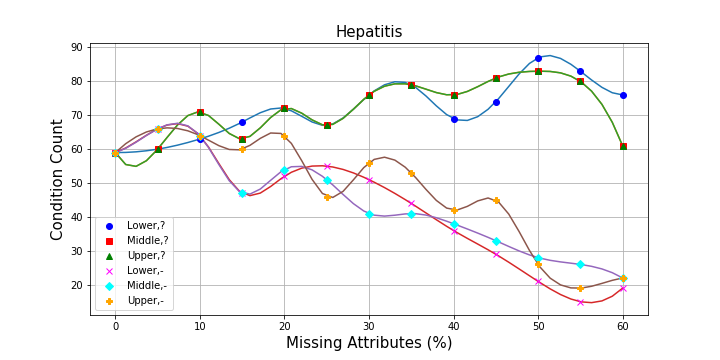 Hepatitis
Condition Count
90
80
70
60
50
40
30
20
Lower,?
Middle,?
Upper,?
Lower,-
Middle,-
Upper,-
0 10 20 30 40 50 60
Missing Attributes (%)